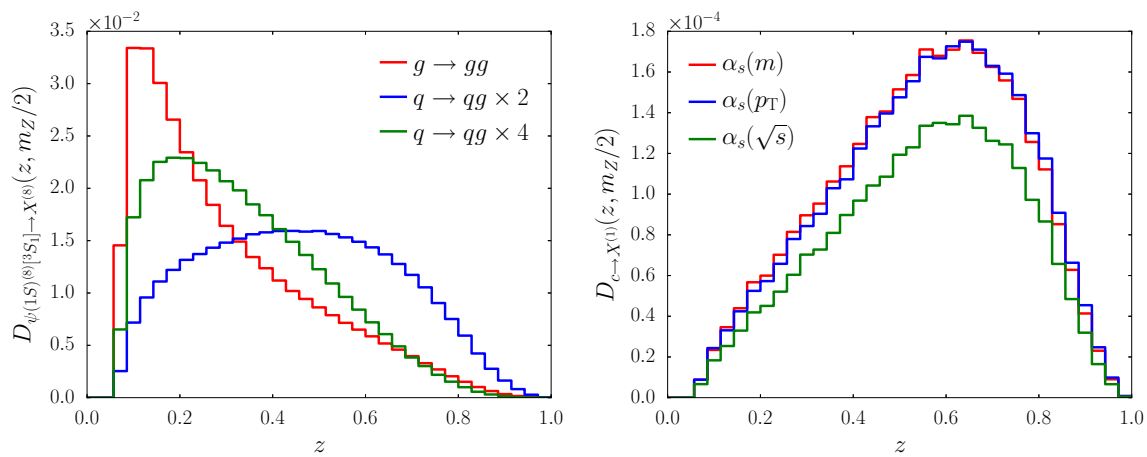 ×10⁻²
3.5
3.0
2.5
2.0
1.5
1.0
0.5
0.0
D_{ψ(1S)^{(8)}[³S₁]→X^{(8)}}(z, m_Z/2)
g → gg
q → qg × 2
q → qg × 4
0.0 0.2 0.4 0.6 0.8 1.0
z
×10⁻⁴
1.8
1.6
1.4
1.2
1.0
0.8
0.6
0.4
0.2
0.0
D_{c→X^{(1)}}(z, m_Z/2)
α_s(m)
α_s(p_T)
α_s(√s)
0.0 0.2 0.4 0.6 0.8 1.0
z